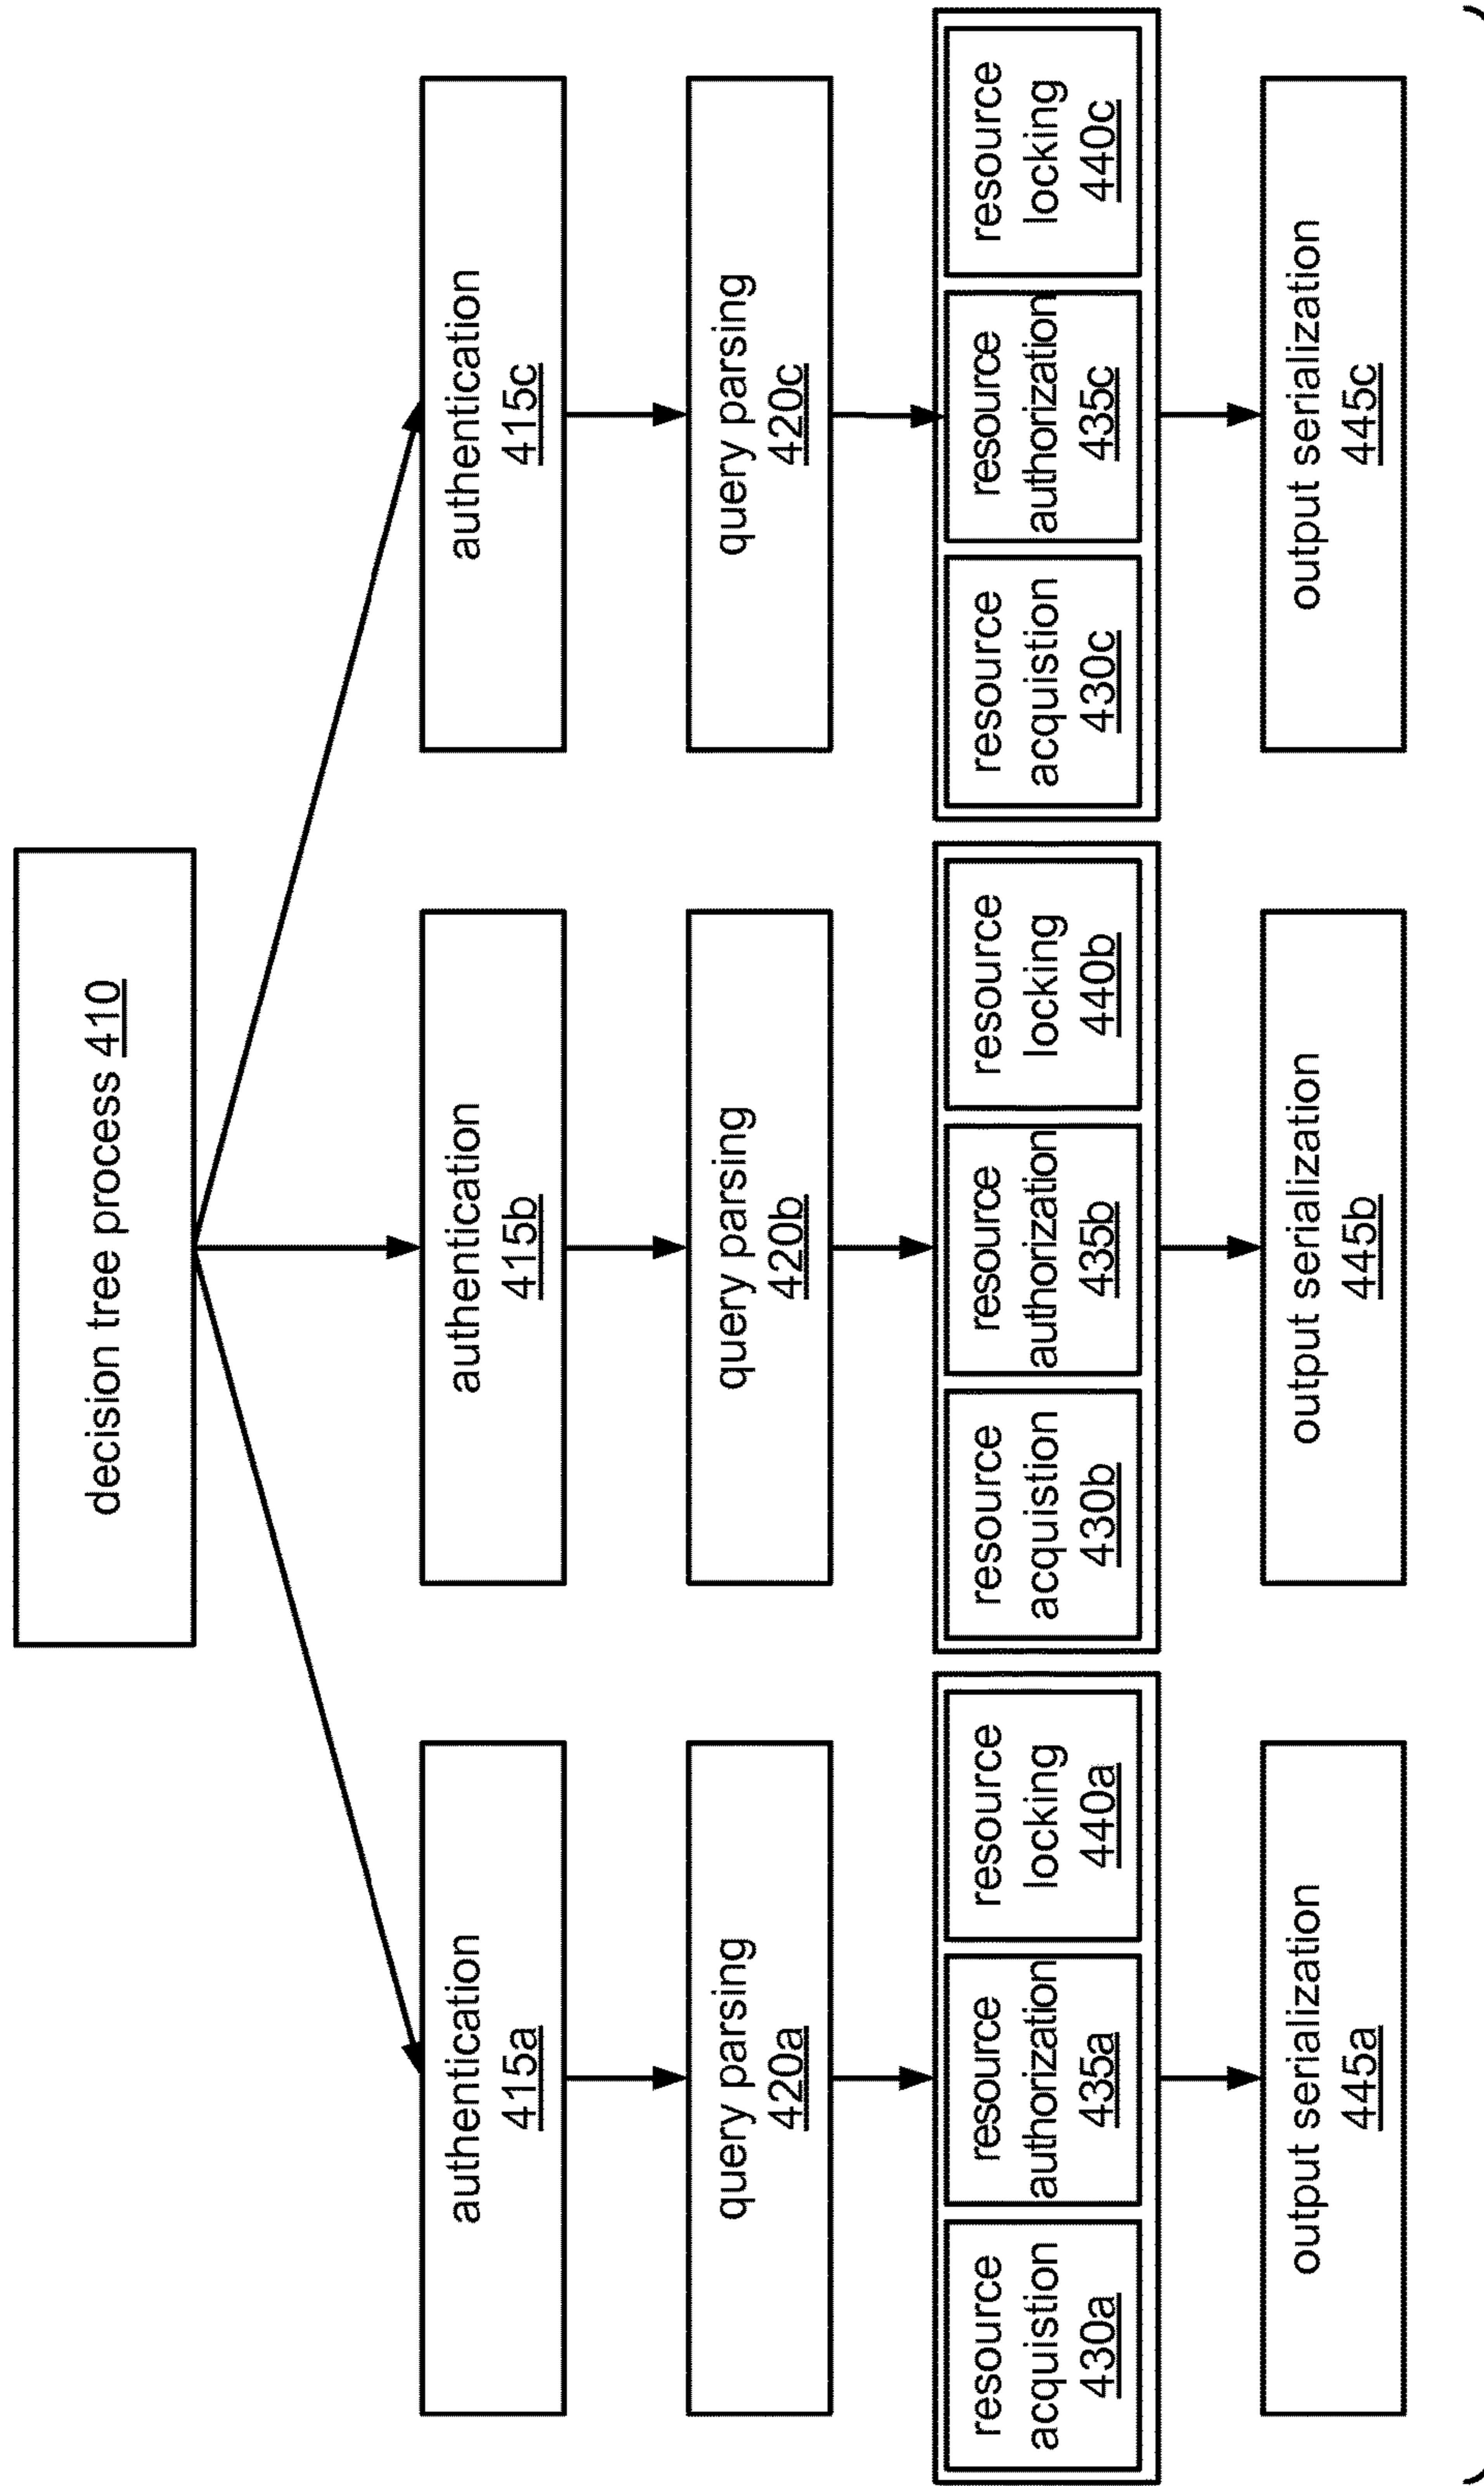 decision tree process 410
authentication
415a
authentication
415b
authentication
415c
query parsing
420a
query parsing
420b
query parsing
420c
resource
acquistion
430a
resource
authorization
435a
resource
locking
440a
resource
acquistion
430b
resource
authorization
435b
resource
locking
440b
resource
acquistion
430c
resource
authorization
435c
resource
locking
440c
output serialization
445a
output serialization
445b
output serialization
445c